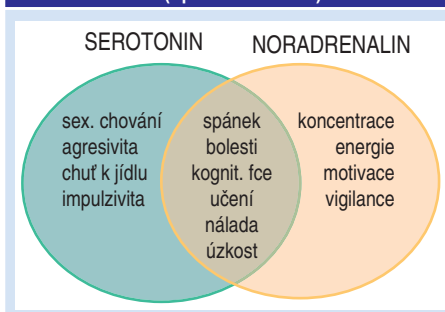 SEROTONIN
NORADRENALIN
sex. chování
agresivita
chuť k jídlu
impulzivita
spánek
bolesti
kognit. fce
učení
nálada
úzkost
koncentrace
energie
motivace
vigilance